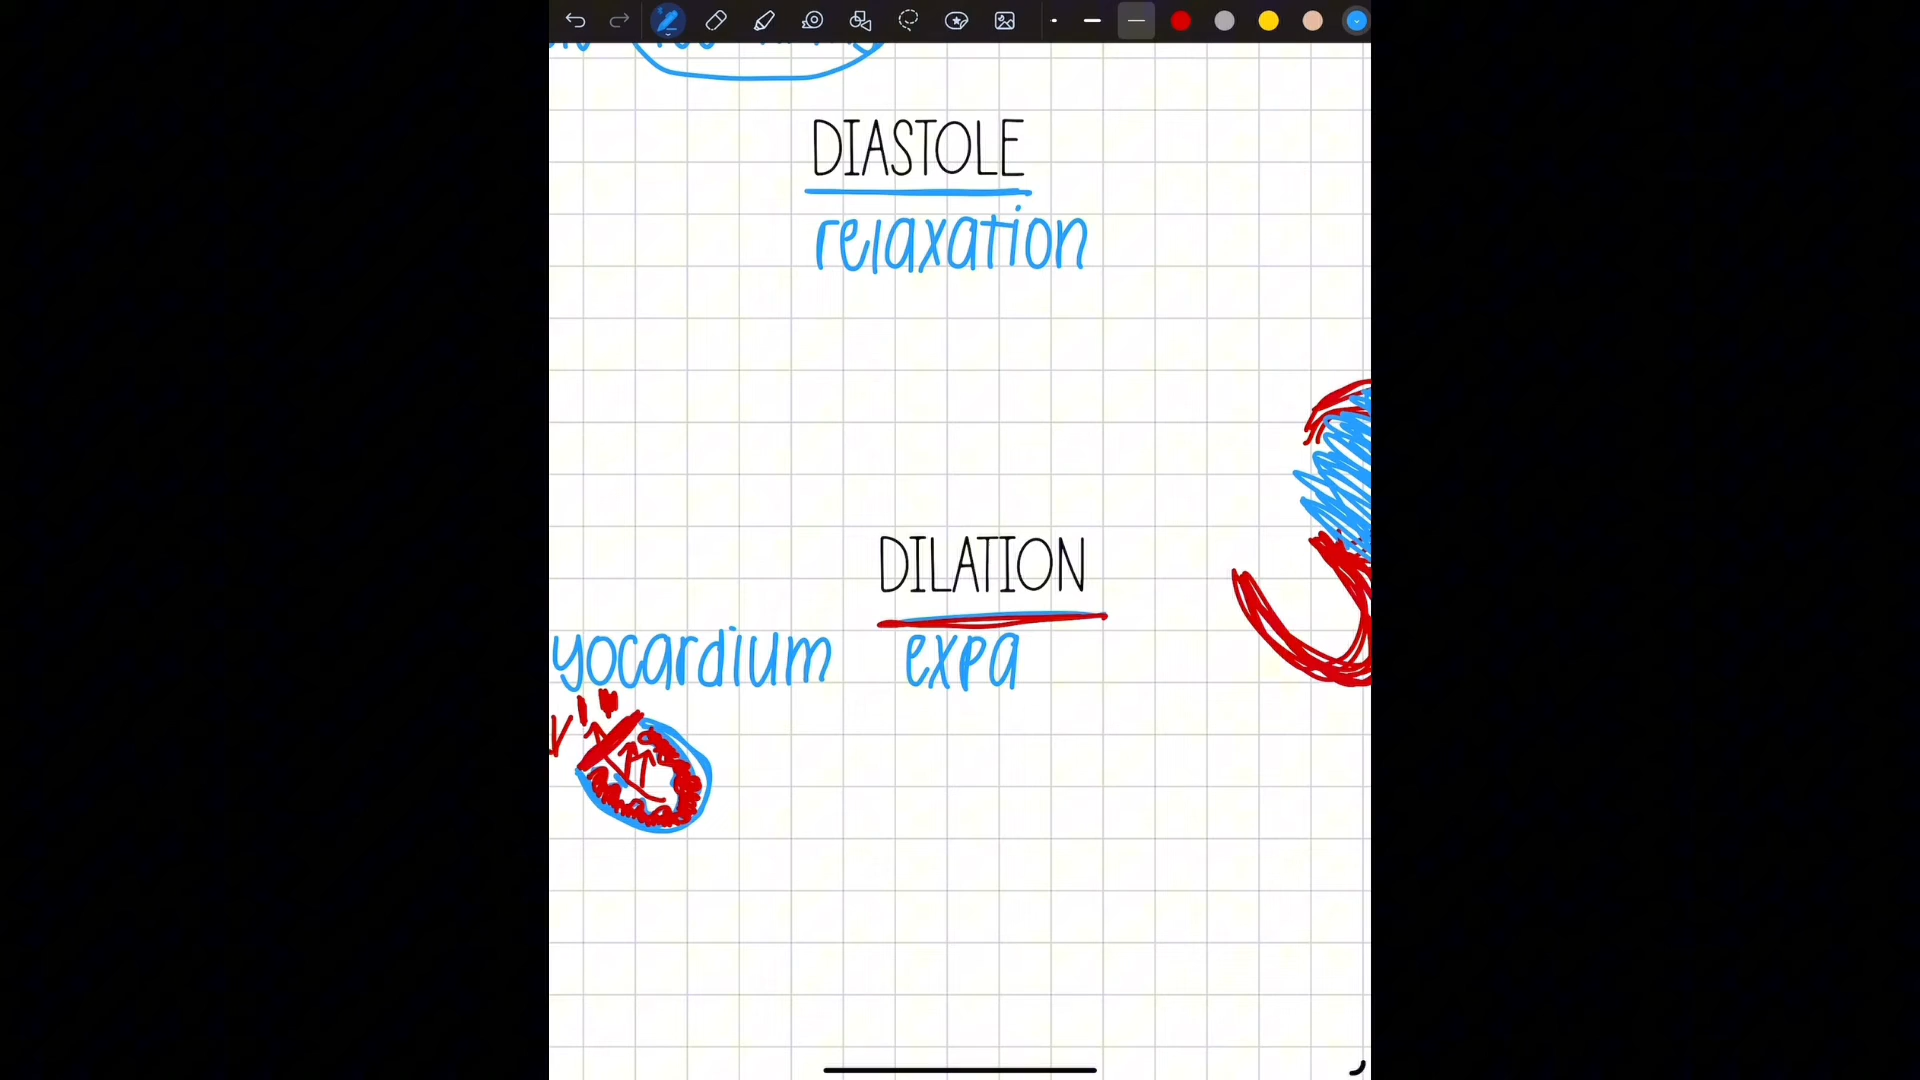 DIASTOLE
relaxation
DILATION
yocardium
expa